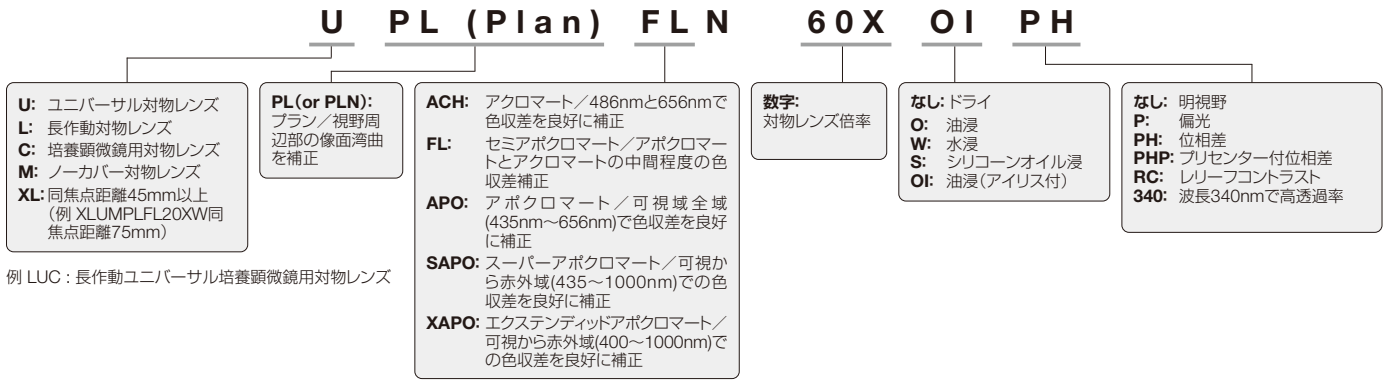 U PL (Plan) FL N 60X OI PH
U: ユニバーサル対物レンズ
L: 長作動対物レンズ
C: 培養顕微鏡用対物レンズ
M: ノーカバー対物レンズ
XL: 同焦点距離45mm以上
（例 XLUMPLFL20XW同
焦点距離75mm）
PL（or PLN）:
プラン／視野周
辺部の像面湾曲
を補正
ACH: アクロマート／486nmと656nmで
色収差を良好に補正
FL: セミアポクロマート／アポクロマー
トとアクロマートの中間程度の色
収差補正
APO: アポクロマート／可視域全域
(435nm～656nm)で色収差を良好
に補正
SAPO: スーパーアポクロマート／可視か
ら赤外域(435～1000nm)での色
収差を良好に補正
XAPO: エクステンディッドアポクロマート／
可視から赤外域(400～1000nm)で
の色収差を良好に補正
数字:
対物レンズ倍率
なし: ドライ
O: 油浸
W: 水浸
S: シリコーンオイル浸
OI: 油浸（アイリス付）
なし: 明視野
P: 偏光
PH: 位相差
PHP: プリセンター付位相差
RC: レリーフコントラスト
340: 波長340nmで高透過率
例 LUC : 長作動ユニバーサル培養顕微鏡用対物レンズ